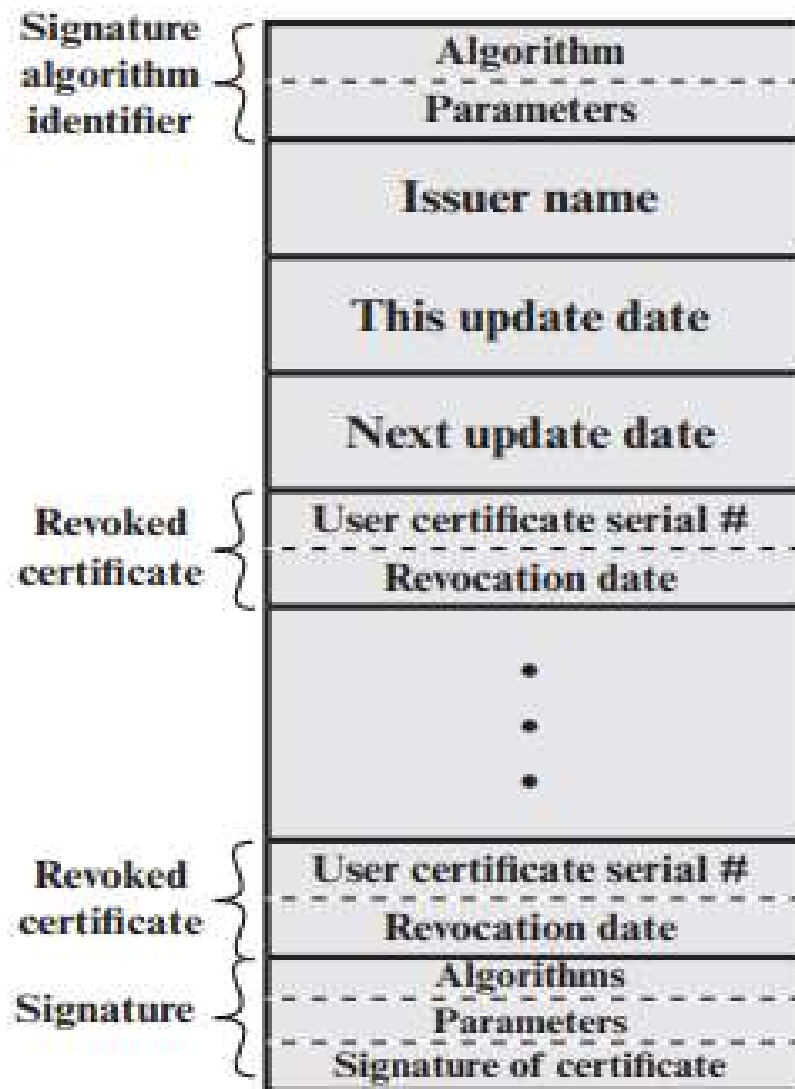 Signature
algorithm
identifier
Algorithm
Parameters
Issuer name
This update date
Next update date
Revoked
certificate
User certificate serial #
Revocation date
•
•
•
Revoked
certificate
User certificate serial #
Revocation date
Signature
Algorithms
Parameters
Signature of certificate